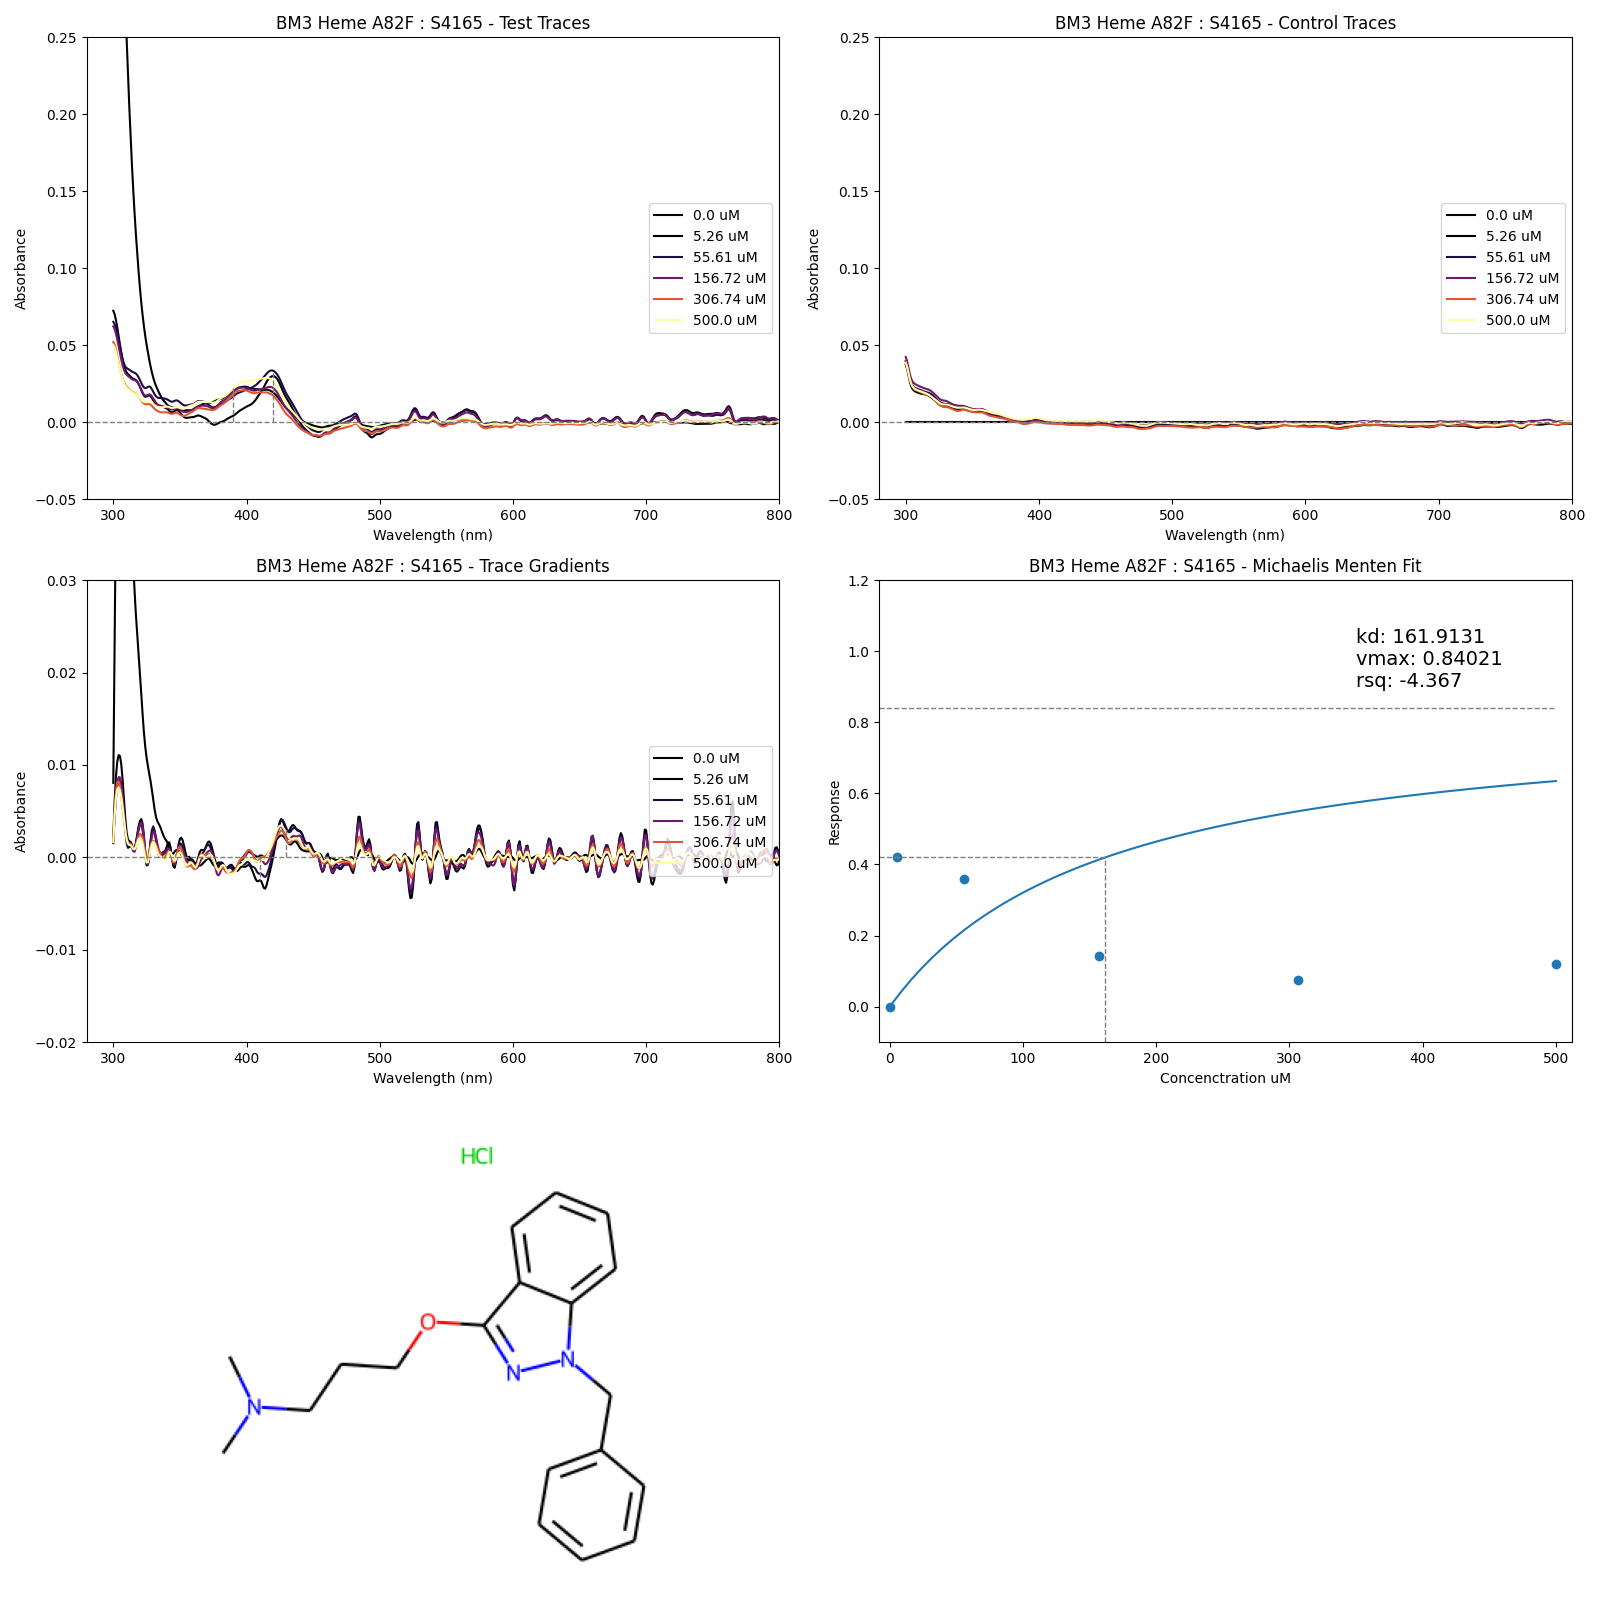 BM3 Heme A82F : S4165 - Test Traces
0.25
0.20
0.15
0.10
0.05
0.00
−0.05
Absorbance
300
400
500
600
700
800
Wavelength (nm)
0.0 uM
5.26 uM
55.61 uM
156.72 uM
306.74 uM
500.0 uM
BM3 Heme A82F : S4165 - Control Traces
0.25
0.20
0.15
0.10
0.05
0.00
−0.05
Absorbance
300
400
500
600
700
800
Wavelength (nm)
0.0 uM
5.26 uM
55.61 uM
156.72 uM
306.74 uM
500.0 uM
BM3 Heme A82F : S4165 - Trace Gradients
0.03
0.02
0.01
0.00
−0.01
−0.02
Absorbance
300
400
500
600
700
800
Wavelength (nm)
0.0 uM
5.26 uM
55.61 uM
156.72 uM
306.74 uM
500.0 uM
BM3 Heme A82F : S4165 - Michaelis Menten Fit
1.2
1.0
0.8
0.6
0.4
0.2
0.0
Response
kd: 161.9131
vmax: 0.84021
rsq: -4.367
0
100
200
300
400
500
Concenctration uM
HCl
O
N
N
N